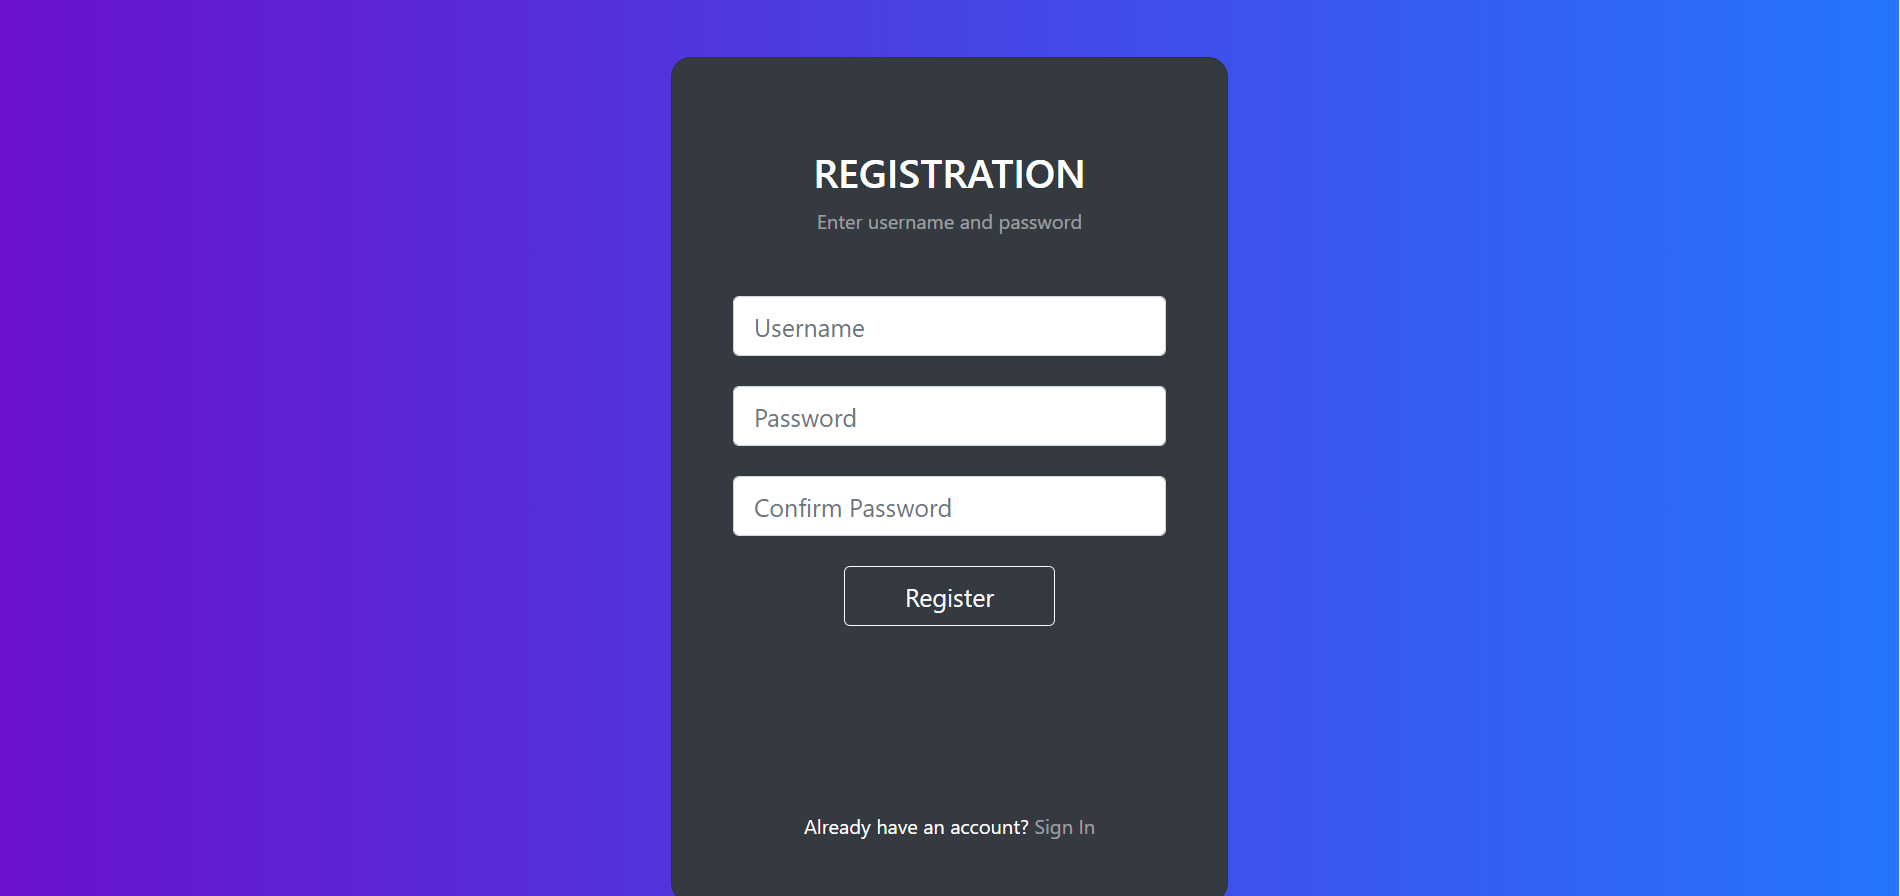 REGISTRATION
Enter username and password
Username
Password
Confirm Password
Register
Already have an account? Sign In